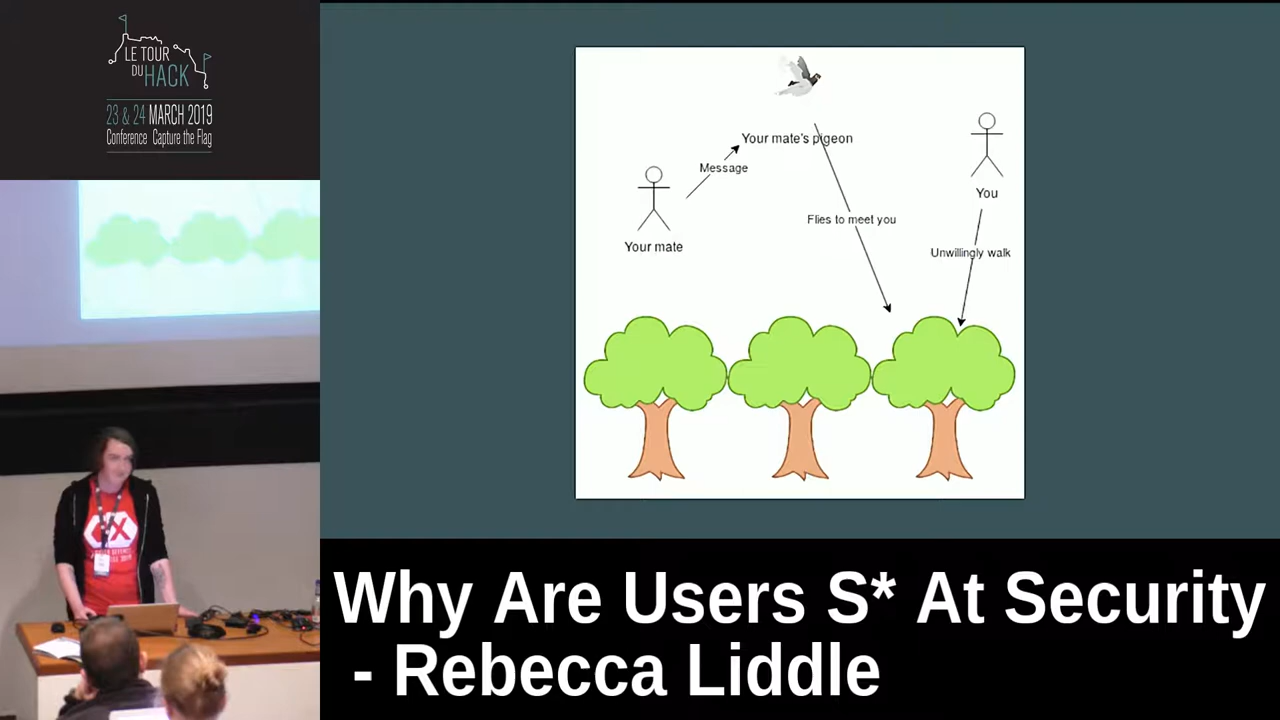 LE TOUR
DU HACK
23 & 24 MARCH 2019
Conference Capture the Flag
Your mate's pigeon
Message
Your mate
You
Flies to meet you
Unwillingly walk
Why Are Users S* At Security
- Rebecca Liddle